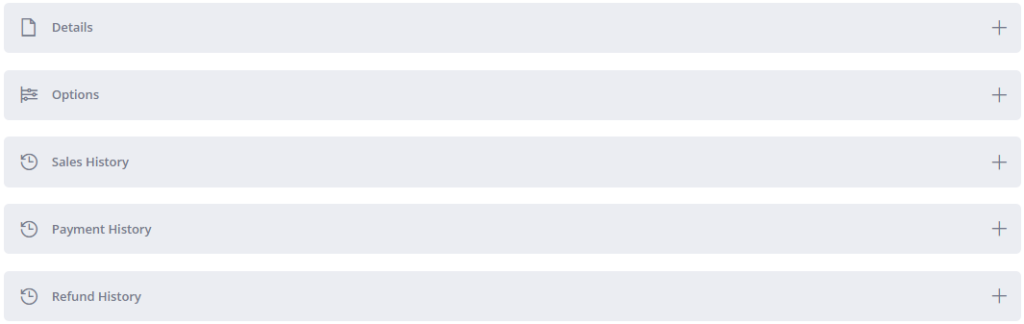 Details
Options
Sales History
Payment History
Refund History